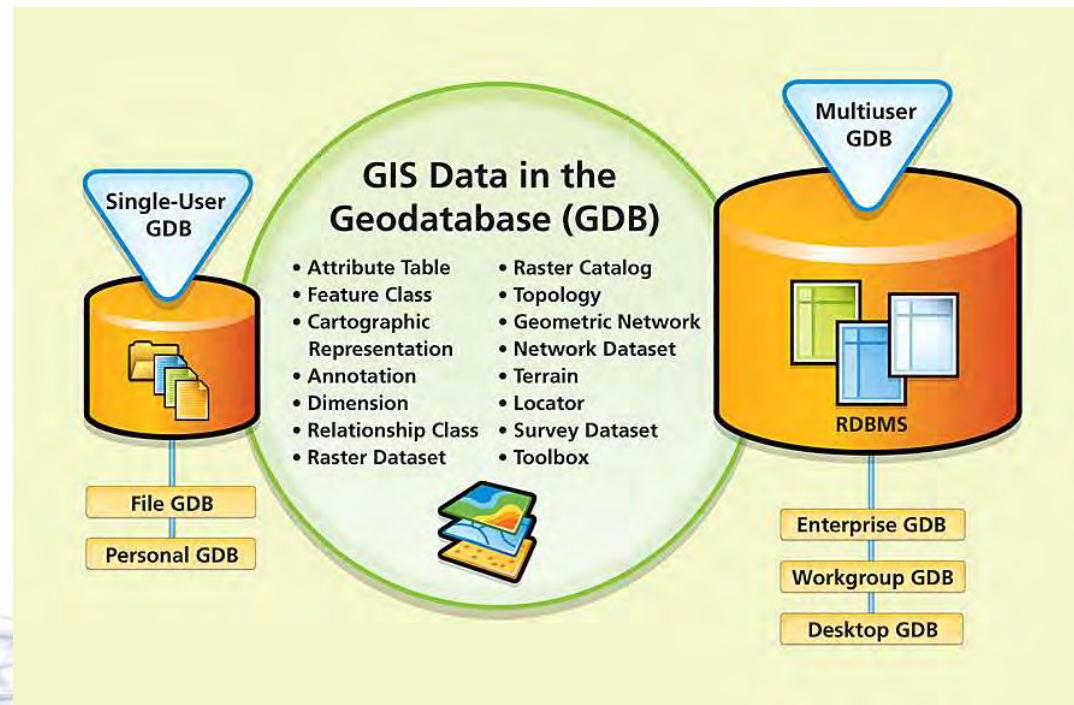 Single-User
GDB
File GDB
Personal GDB
GIS Data in the
Geodatabase (GDB)
• Attribute Table
• Feature Class
• Cartographic
Representation
• Annotation
• Dimension
• Relationship Class
• Raster Dataset
• Raster Catalog
• Topology
• Geometric Network
• Network Dataset
• Terrain
• Locator
• Survey Dataset
• Toolbox
Multiuser
GDB
RDBMS
Enterprise GDB
Workgroup GDB
Desktop GDB